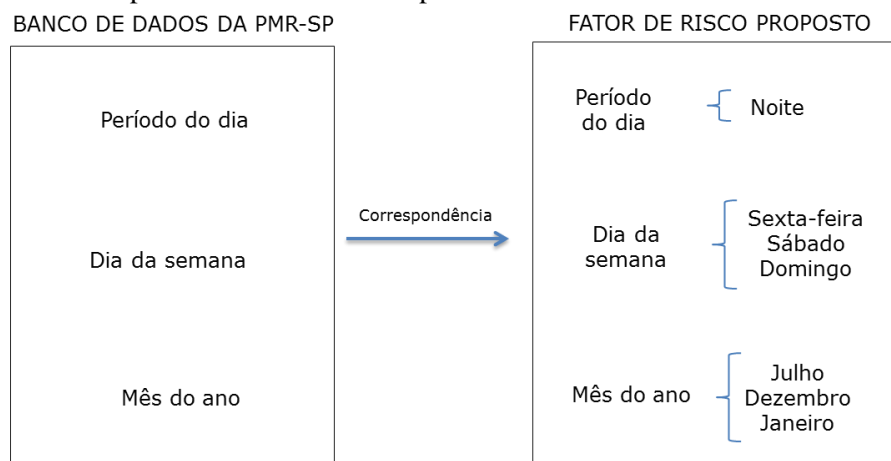 BANCO DE DADOS DA PMR-SP
Período do dia
Dia da semana
Mês do ano
Correspondência
FATOR DE RISCO PROPOSTO
Período
do dia
Noite
Dia da
semana
Sexta-feira
Sábado
Domingo
Mês do ano
Julho
Dezembro
Janeiro